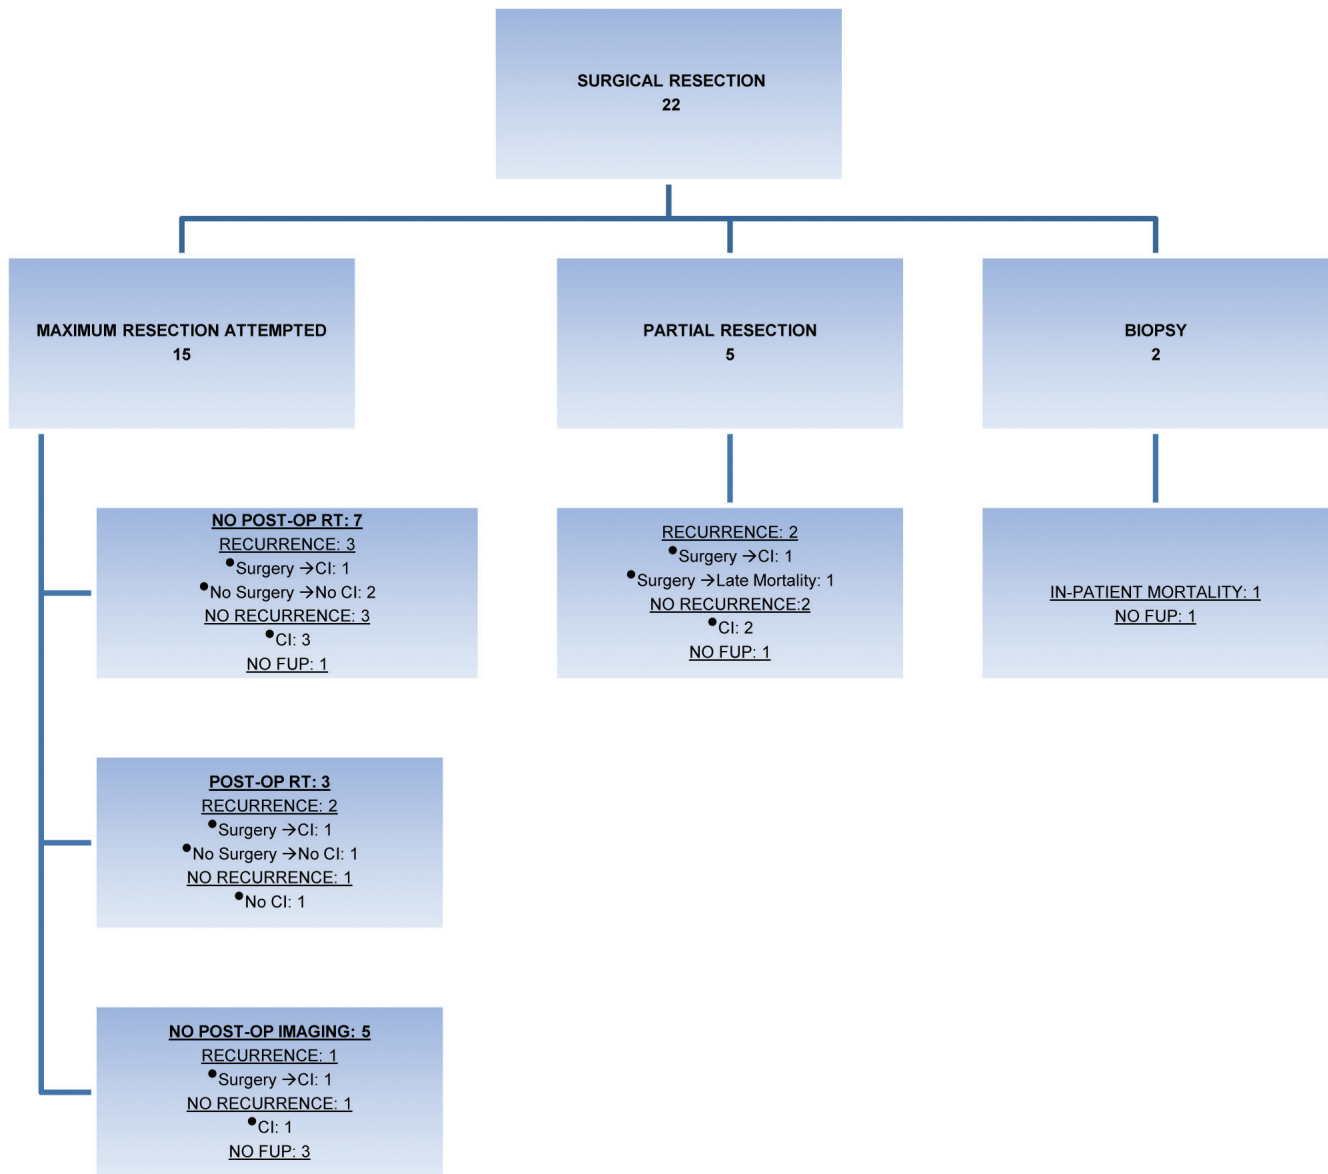 SURGICAL RESECTION
22
MAXIMUM RESECTION ATTEMPTED
15
PARTIAL RESECTION
5
BIOPSY
2
NO POST-OP RT: 7
RECURRENCE: 3
•Surgery →CI: 1
•No Surgery →No CI: 2
NO RECURRENCE: 3
•CI: 3
NO FUP: 1
RECURRENCE: 2
•Surgery →CI: 1
•Surgery →Late Mortality: 1
NO RECURRENCE:2
•CI: 2
NO FUP: 1
IN-PATIENT MORTALITY: 1
NO FUP: 1
POST-OP RT: 3
RECURRENCE: 2
•Surgery →CI: 1
•No Surgery →No CI: 1
NO RECURRENCE: 1
•No CI: 1
NO POST-OP IMAGING: 5
RECURRENCE: 1
•Surgery →CI: 1
NO RECURRENCE: 1
•CI: 1
NO FUP: 3